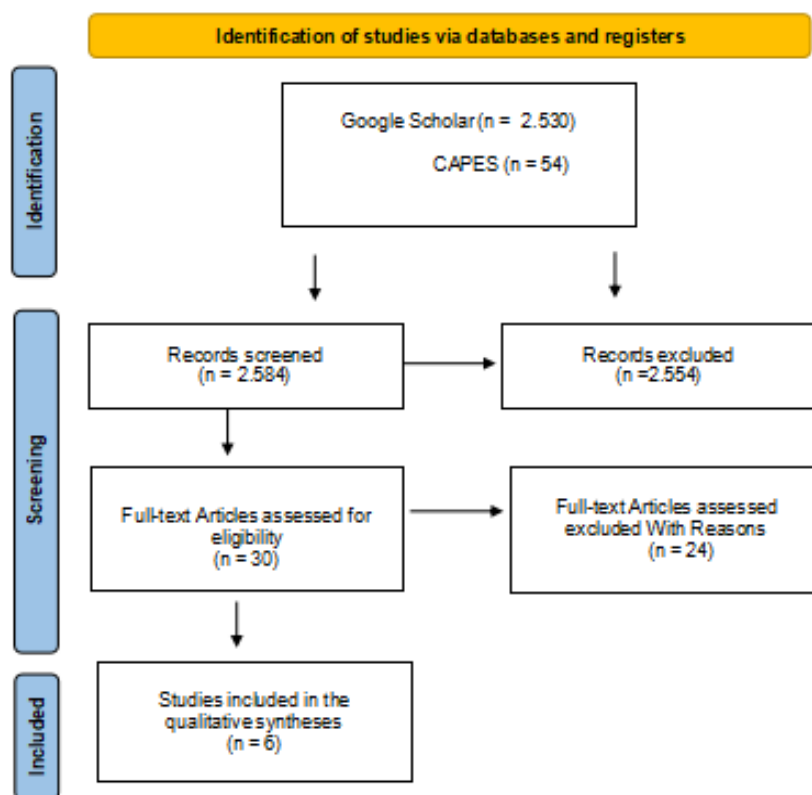 Identification of studies via databases and registers
Identification
Google Scholar (n = 2.530)
CAPES (n = 54)
Screening
Records screened
(n = 2.584)
Records excluded
(n =2.554)
Full-text Articles assessed for
eligibility
(n = 30)
Full-text Articles assessed
excluded With Reasons
(n = 24)
Included
Studies included in the
qualitative syntheses
(n = 6)